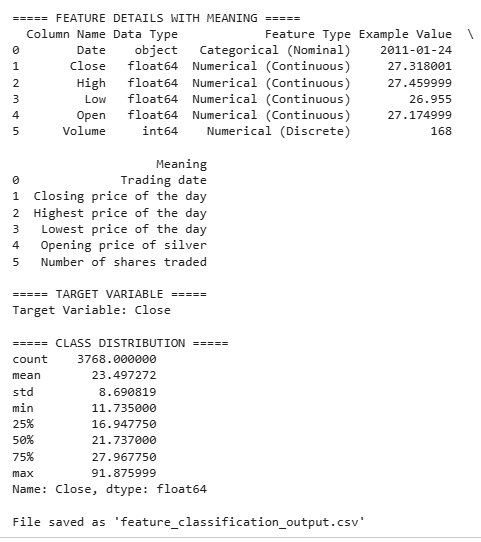 ===== FEATURE DETAILS WITH MEANING =====
  Column Name Data Type            Feature Type Example Value  \
0        Date    object   Categorical (Nominal)    2011-01-24
1       Close   float64  Numerical (Continuous)     27.318001
2        High   float64  Numerical (Continuous)     27.459999
3         Low   float64  Numerical (Continuous)        26.955
4        Open   float64  Numerical (Continuous)     27.174999
5      Volume     int64    Numerical (Discrete)           168

                    Meaning
0              Trading date
1  Closing price of the day
2  Highest price of the day
3   Lowest price of the day
4   Opening price of silver
5   Number of shares traded

===== TARGET VARIABLE =====
Target Variable: Close

===== CLASS DISTRIBUTION =====
count    3768.000000
mean       23.497272
std         8.690819
min        11.735000
25%        16.947750
50%        21.737000
75%        27.967750
max        91.875999
Name: Close, dtype: float64

File saved as 'feature_classification_output.csv'